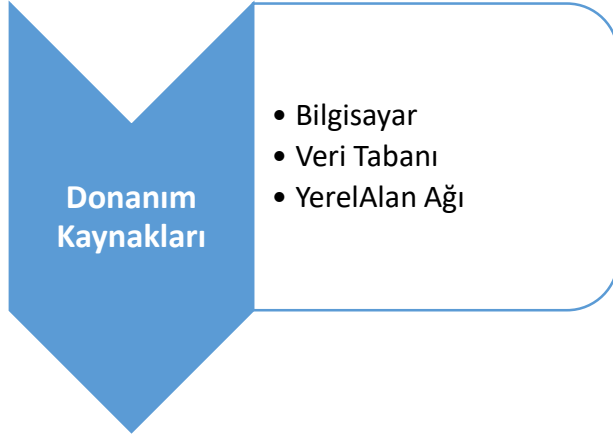 Donanım
Kaynakları
• Bilgisayar
• Veri Tabanı
• YerelAlan Ağı